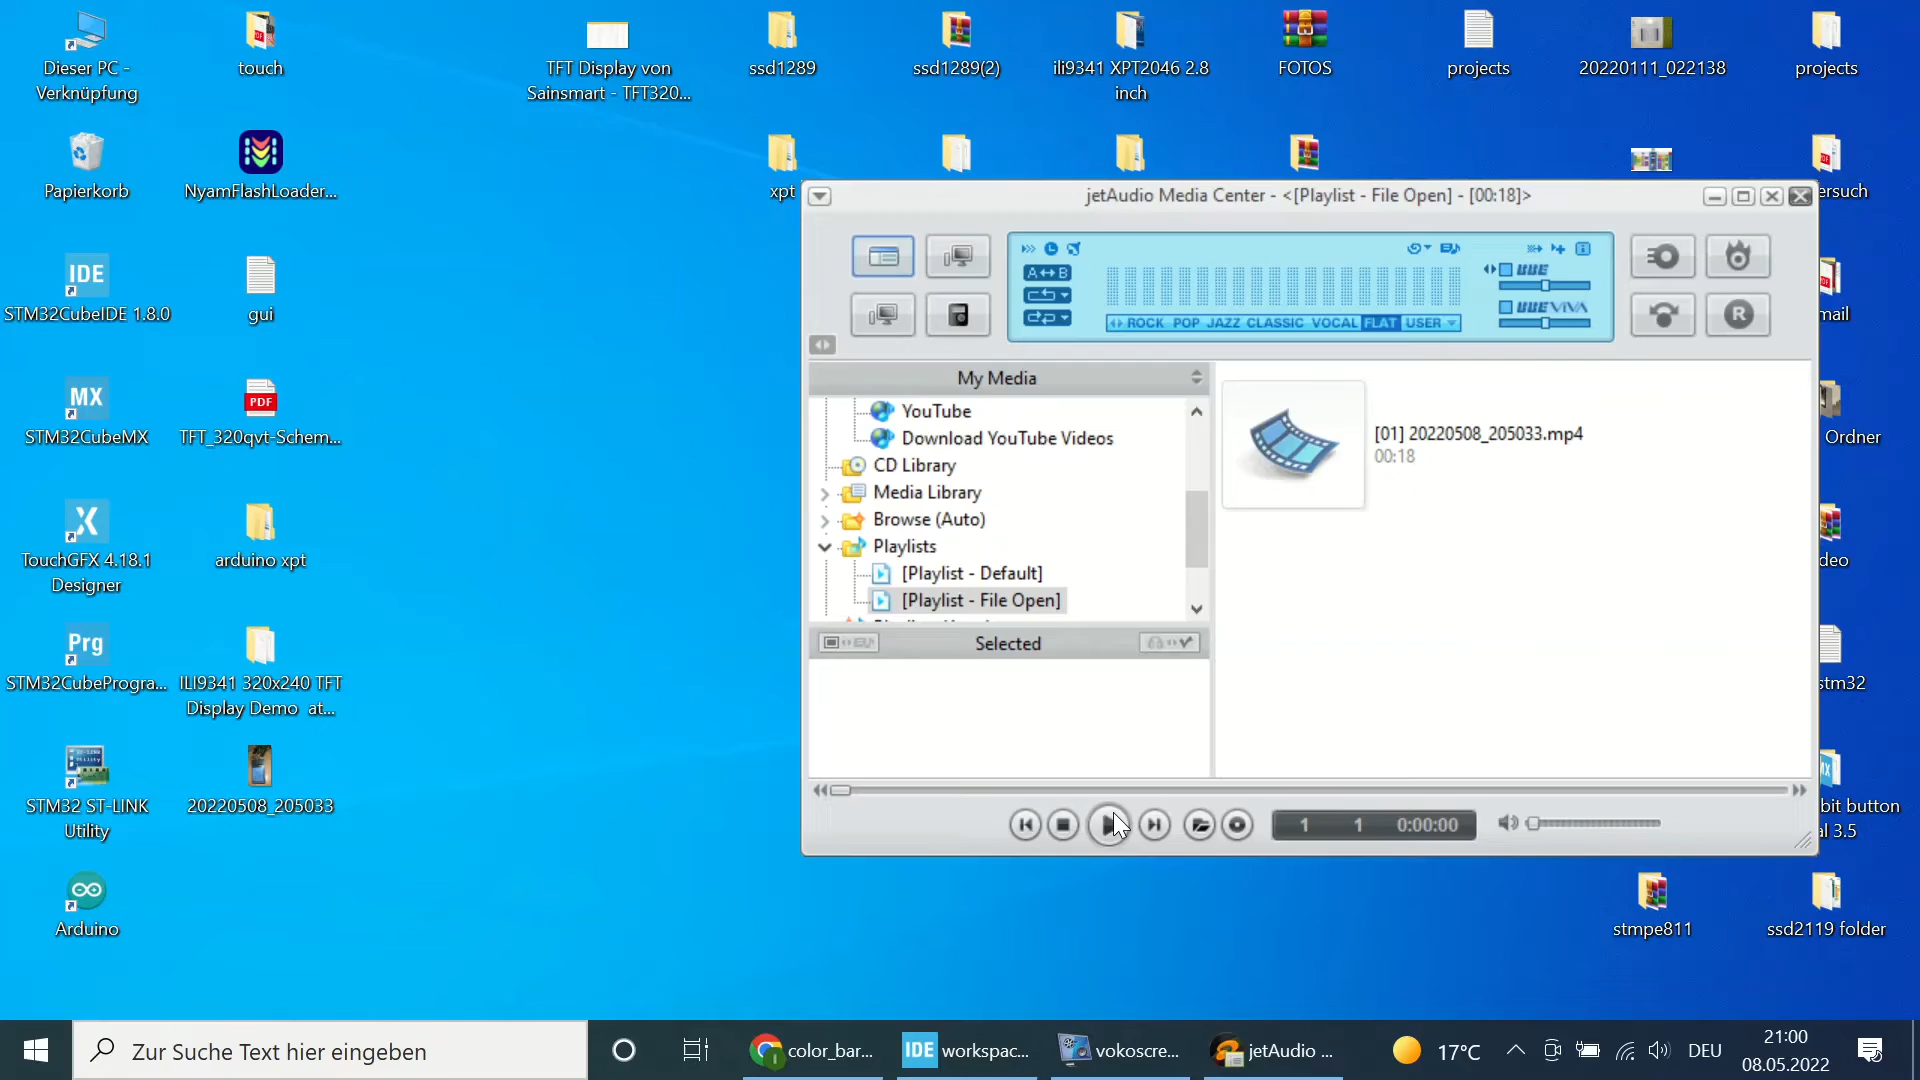 Dieser PC -
Verknüpfung
touch
TFT Display von
Sainsmart - TFT320...
ssd1289
ssd1289(2)
ili9341 XPT2046 2.8
inch
FOTOS
projects
20220111_022138
projects
Papierkorb
NyamFlashLoader...
xpt
ersuch
jetAudio Media Center - <[Playlist - File Open] - [00:18]>
A↔B
BBE
BBE VIVA
ROCK POP JAZZ CLASSIC VOCAL FLAT USER
R
IDE
STM32CubeIDE 1.8.0
gui
mail
My Media
YouTube
Download YouTube Videos
CD Library
Media Library
Browse (Auto)
Playlists
[Playlist - Default]
[Playlist - File Open]
Selected
[01] 20220508_205033.mp4
00:18
1 1 0:00:00
MX
STM32CubeMX
PDF
TFT_320qvt-Schem...
Ordner
X
TouchGFX 4.18.1
Designer
arduino xpt
deo
Prg
STM32CubeProgra...
ILI9341 320x240 TFT
Display Demo at...
stm32
STM32 ST-LINK
Utility
20220508_205033
bit button
al 3.5
Arduino
stmpe811
ssd2119 folder
Zur Suche Text hier eingeben
color_bar...
IDE
workspac...
vokoscre...
jetAudio ...
17°C
DEU
21:00
08.05.2022